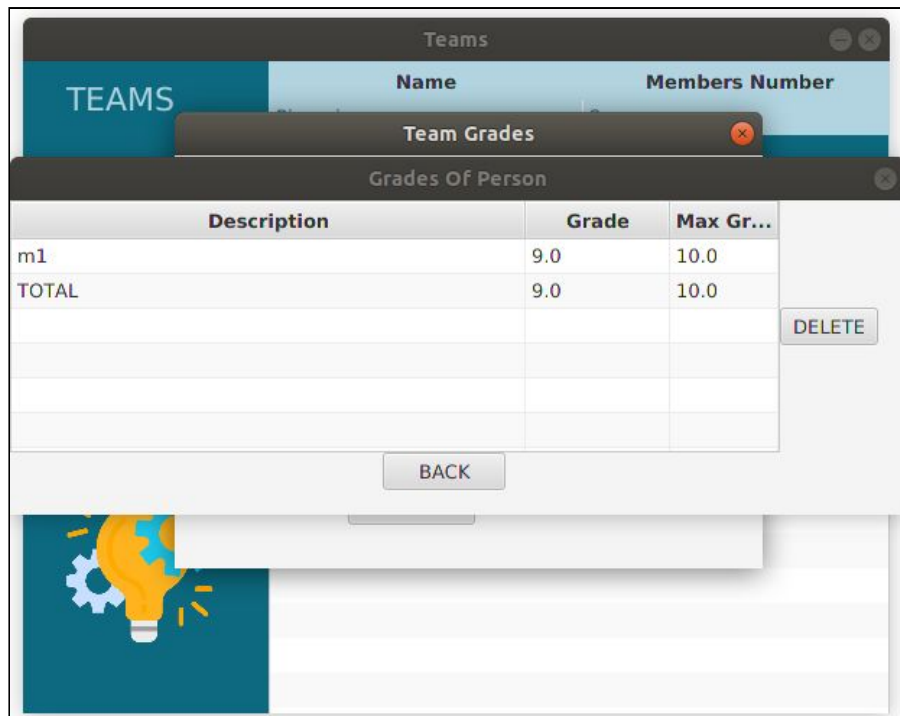 Teams
TEAMS
Name Members Number
Team Grades
Grades Of Person
Description Grade Max Gr...
m1 9.0 10.0
TOTAL 9.0 10.0
DELETE
BACK